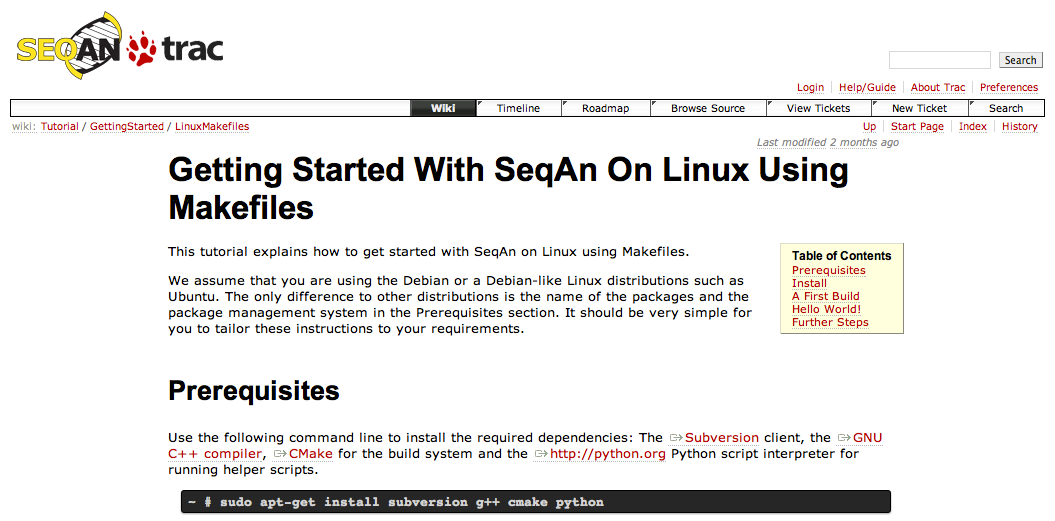 SEQAN trac
Search
Login Help/Guide About Trac Preferences
Wiki Timeline Roadmap Browse Source View Tickets New Ticket Search
wiki: Tutorial / GettingStarted / LinuxMakefiles Up Start Page Index History
Last modified 2 months ago
Getting Started With SeqAn On Linux Using
Makefiles
This tutorial explains how to get started with SeqAn on Linux using Makefiles.
We assume that you are using the Debian or a Debian-like Linux distributions such as
Ubuntu. The only difference to other distributions is the name of the packages and the
package management system in the Prerequisites section. It should be very simple for
you to tailor these instructions to your requirements.
Table of Contents
Prerequisites
Install
A First Build
Hello World!
Further Steps
Prerequisites
Use the following command line to install the required dependencies: The Subversion client, the GNU
C++ compiler, CMake for the build system and the http://python.org Python script interpreter for
running helper scripts.
~ # sudo apt-get install subversion g++ cmake python